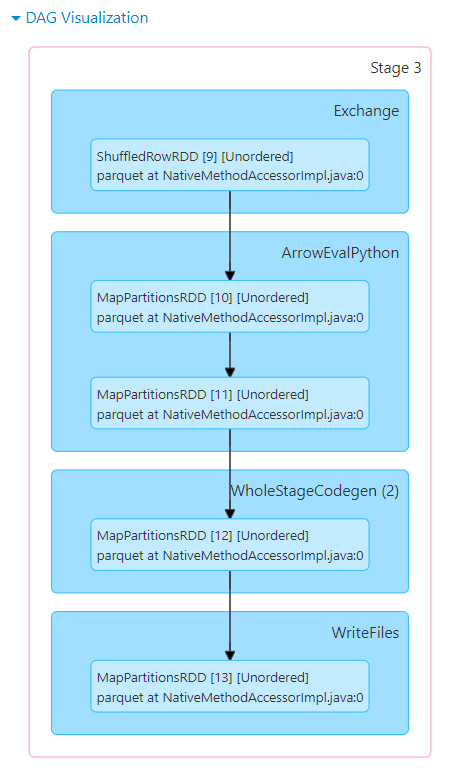 DAG Visualization
Stage 3
Exchange
ShuffledRowRDD [9] [Unordered]
parquet at NativeMethodAccessorImpl.java:0
ArrowEvalPython
MapPartitionsRDD [10] [Unordered]
parquet at NativeMethodAccessorImpl.java:0
MapPartitionsRDD [11] [Unordered]
parquet at NativeMethodAccessorImpl.java:0
WholeStageCodegen (2)
MapPartitionsRDD [12] [Unordered]
parquet at NativeMethodAccessorImpl.java:0
WriteFiles
MapPartitionsRDD [13] [Unordered]
parquet at NativeMethodAccessorImpl.java:0